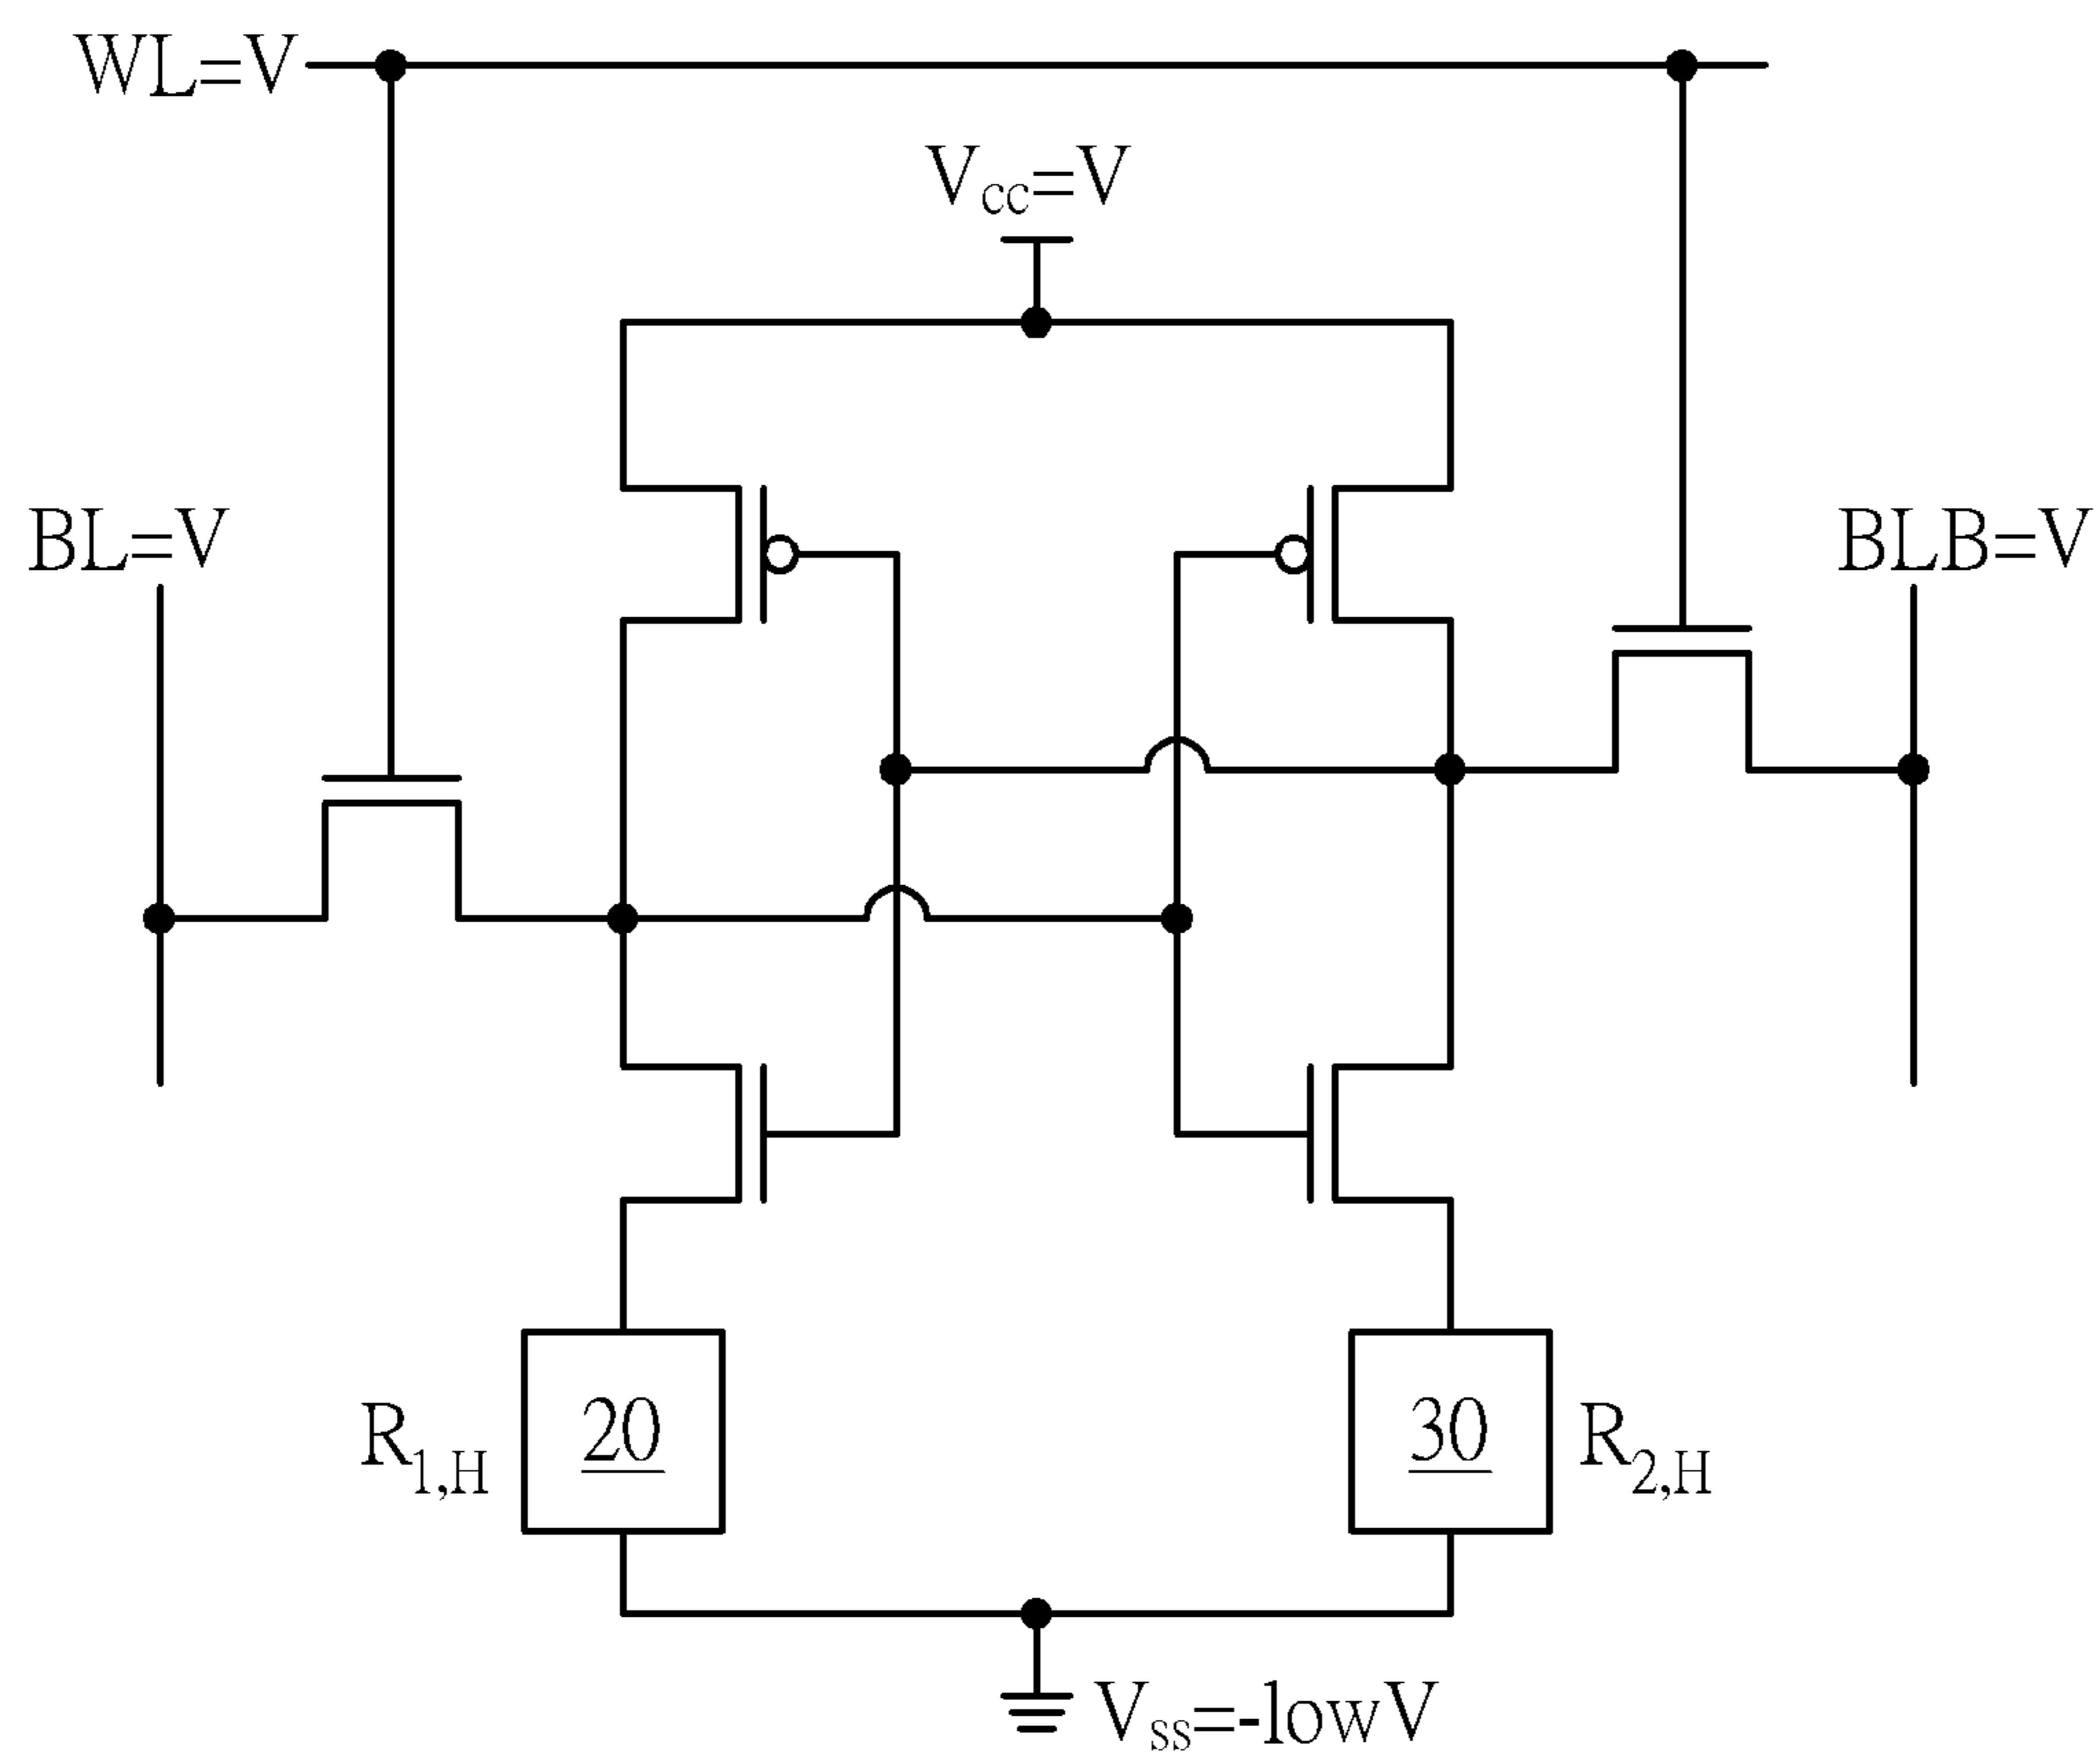 WL=V
Vcc=V
BL=V
BLB=V
R1,H
20
30
R2,H
Vss=-lowV